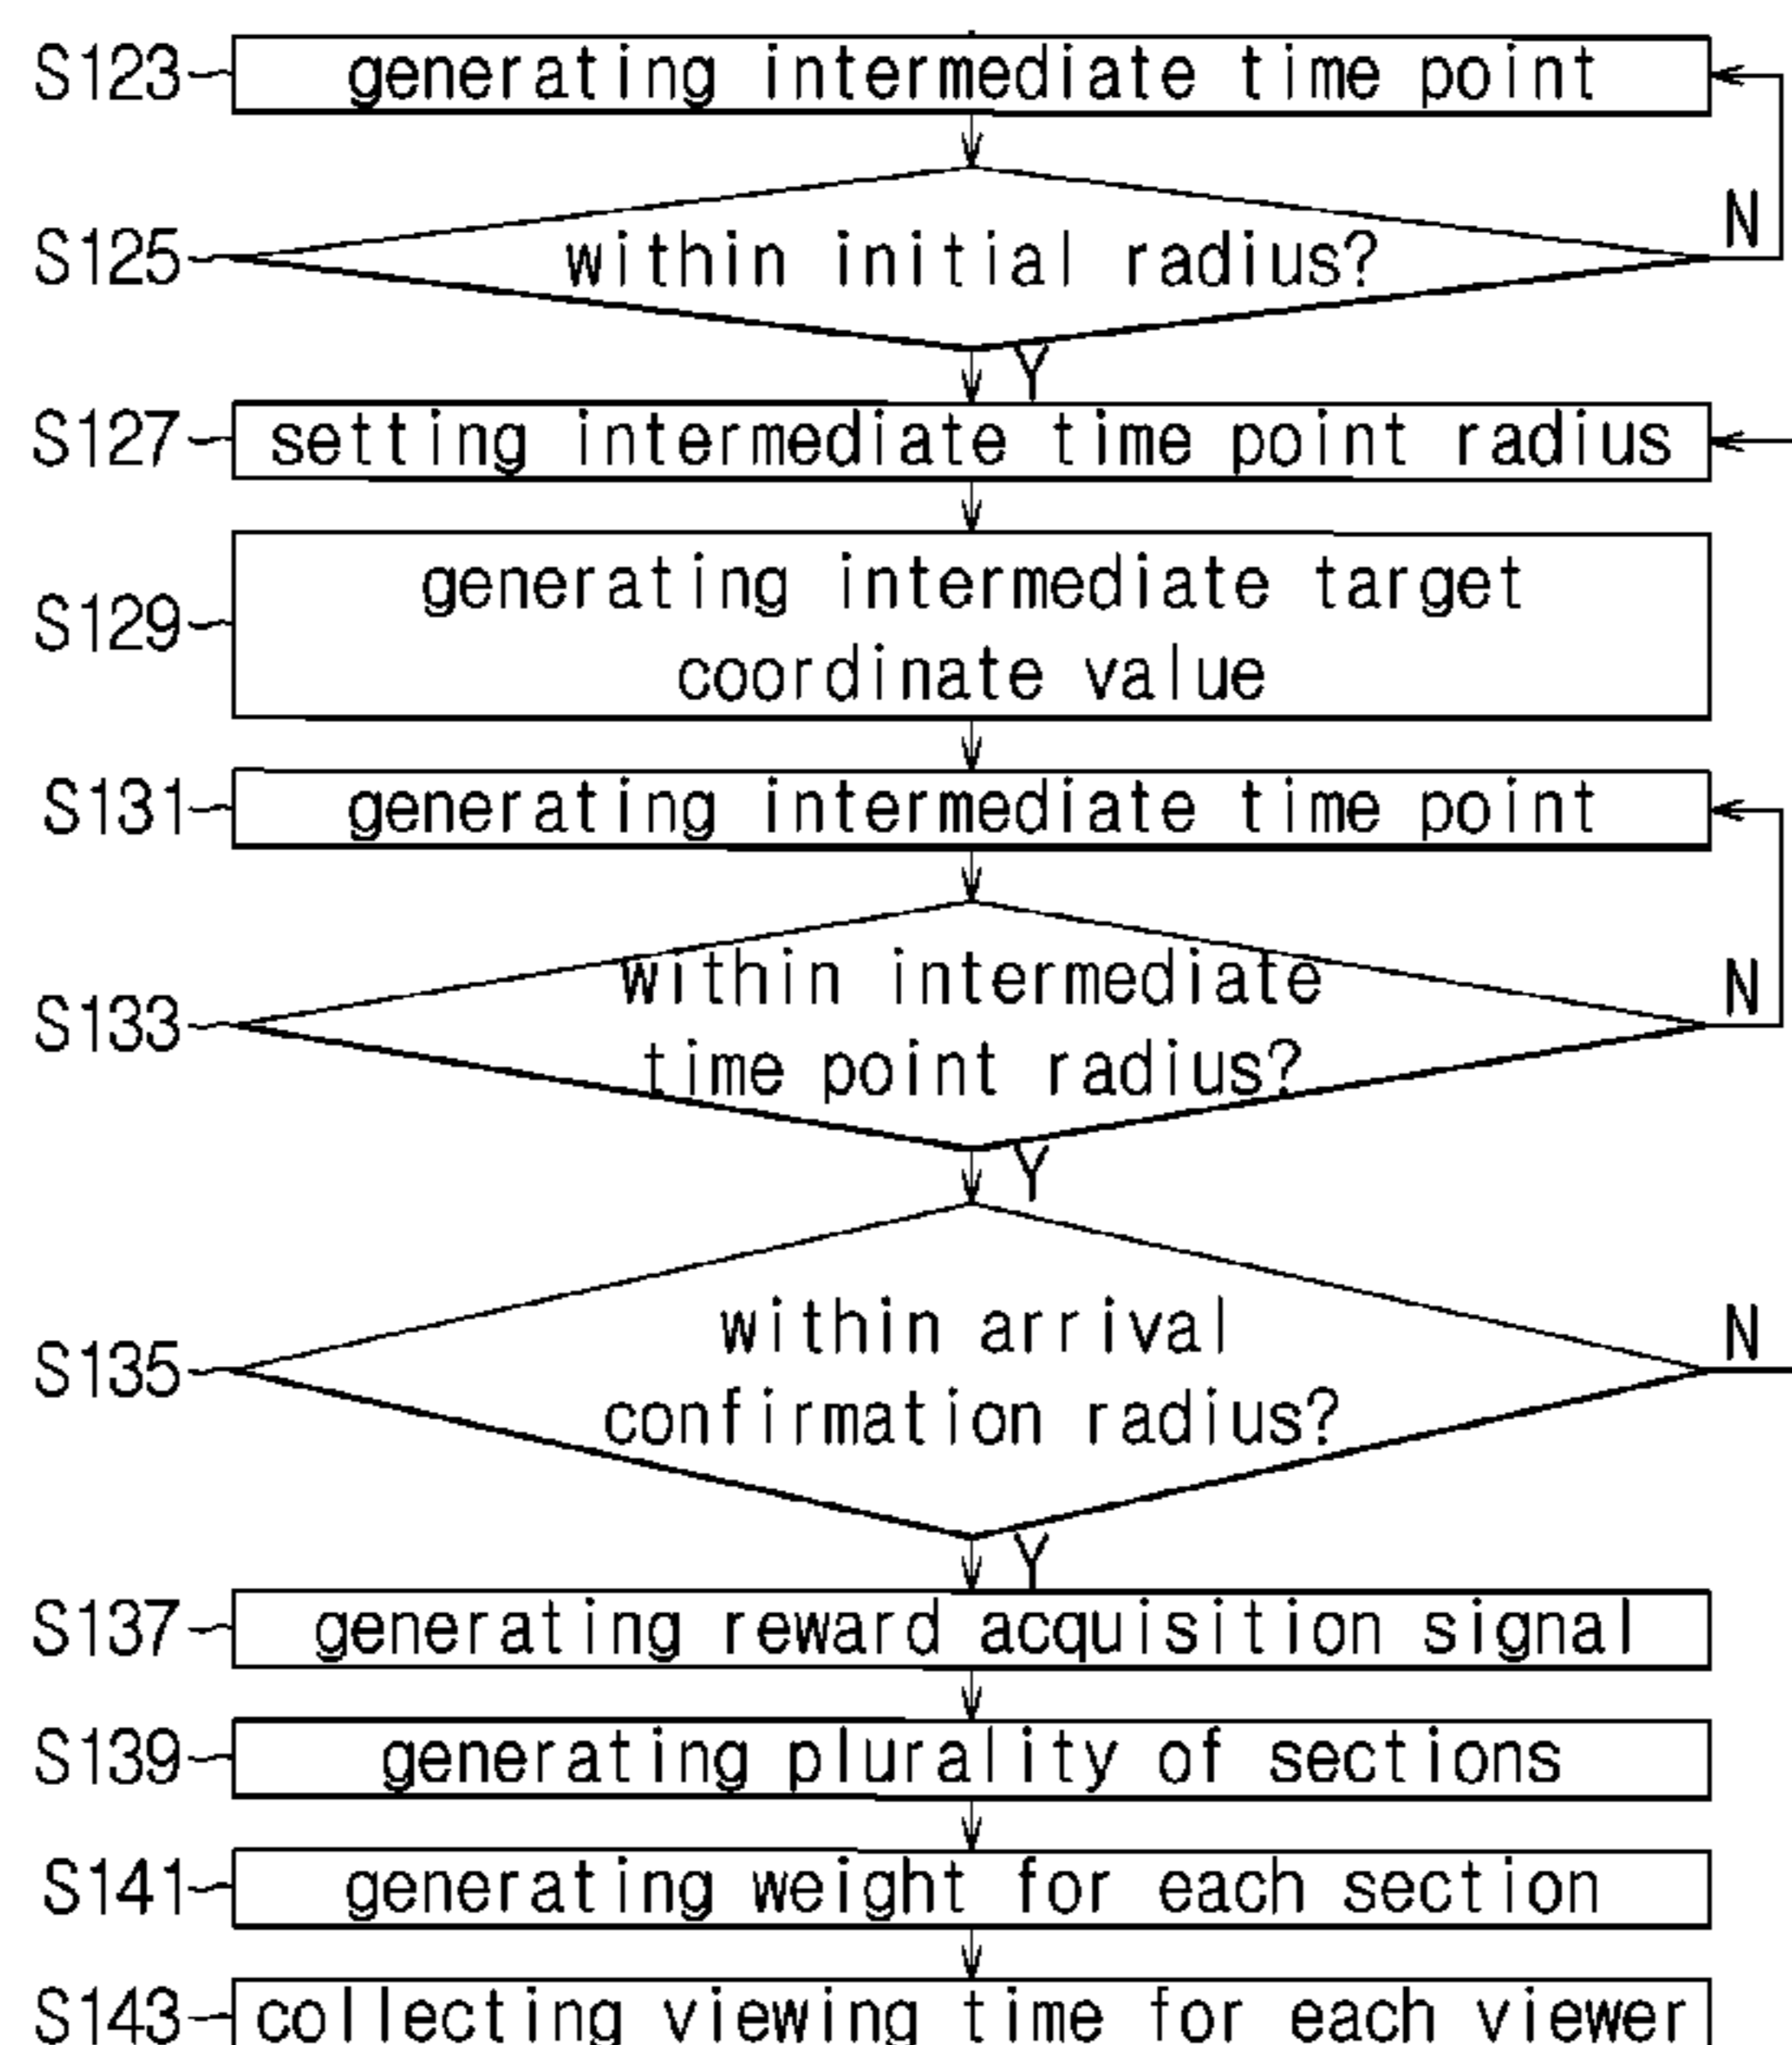 S123 generating intermediate time point
S125 within initial radius? N
Y
S127 setting intermediate time point radius
S129 generating intermediate target
coordinate value
S131 generating intermediate time point
S133 within intermediate N
time point radius?
Y
S135 within arrival N
confirmation radius?
Y
S137 generating reward acquisition signal
S139 generating plurality of sections
S141 generating weight for each section
S143 collecting viewing time for each viewer